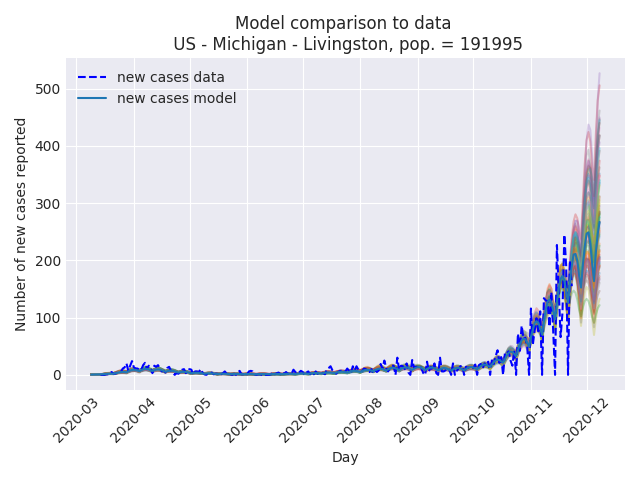 Model comparison to data
US - Michigan - Livingston, pop. = 191995
new cases data
new cases model
Number of new cases reported
500
400
300
200
100
0
2020-03
2020-04
2020-05
2020-06
2020-07
2020-08
2020-09
2020-10
2020-11
2020-12
Day